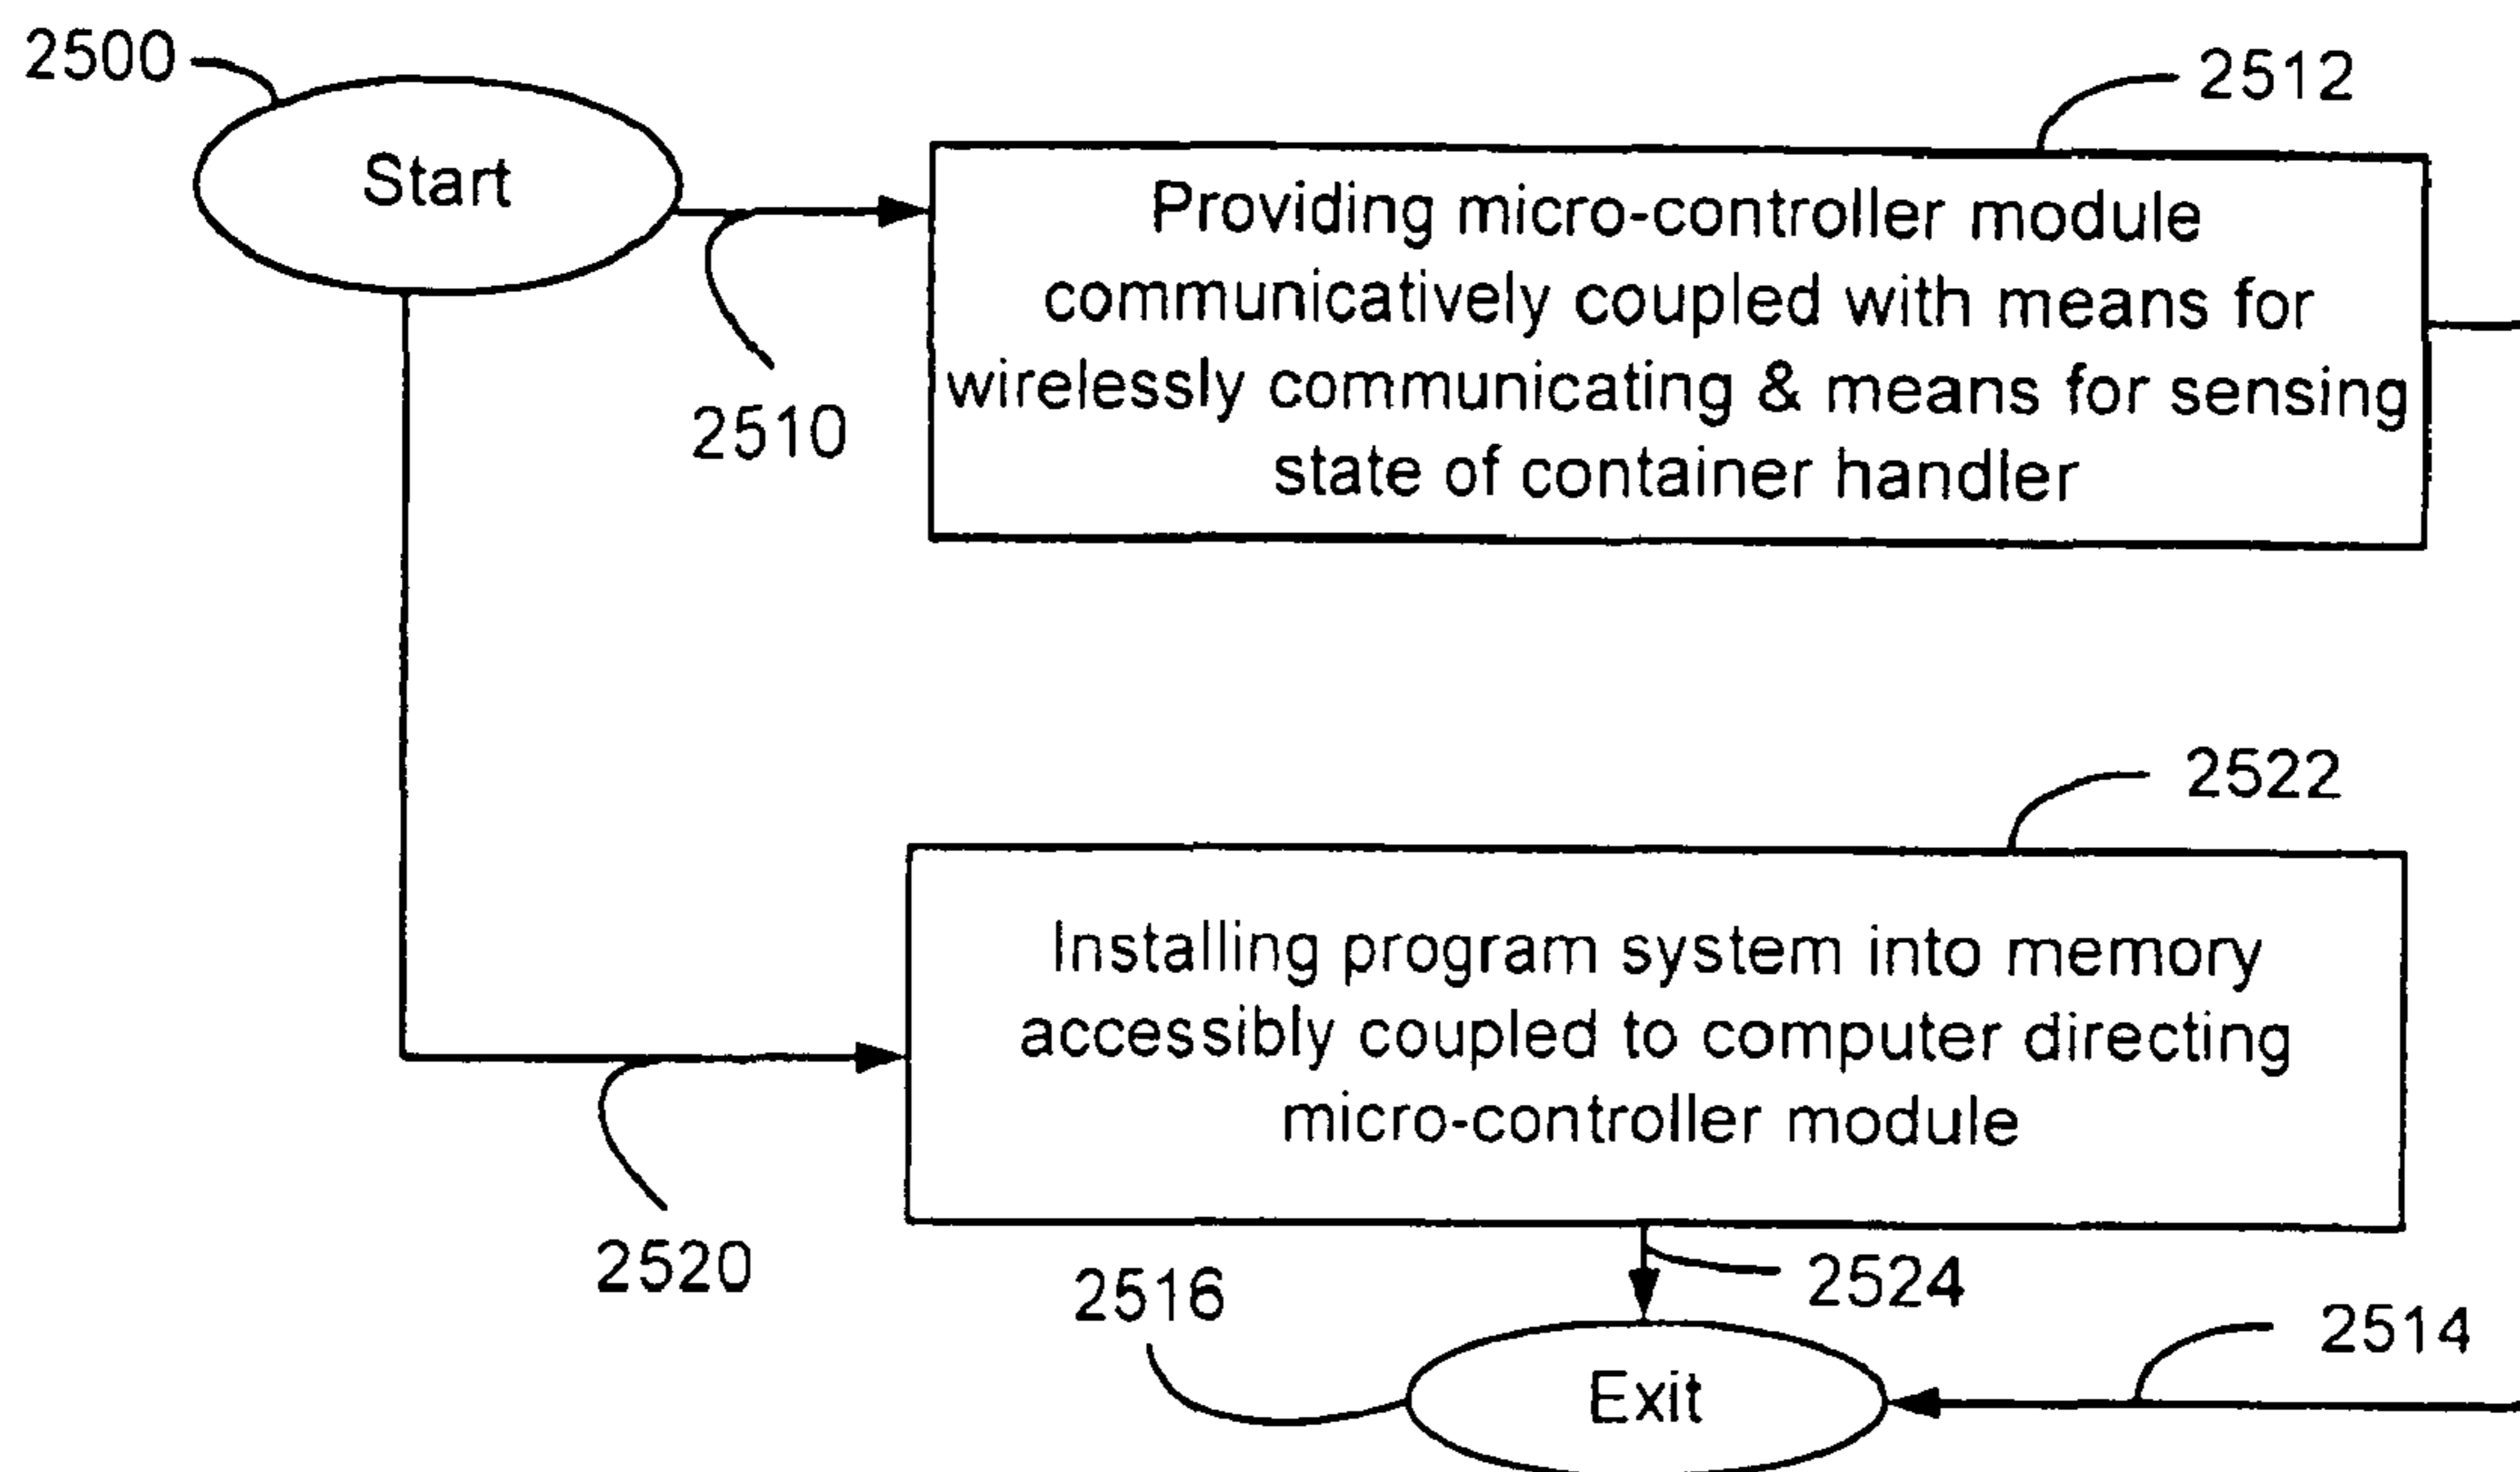 2500
Start
2510
2512
Providing micro-controller module
communicatively coupled with means for
wirelessly communicating & means for sensing
state of container handler
2522
Installing program system into memory
accessibly coupled to computer directing
micro-controller module
2520
2524
2516
2514
Exit